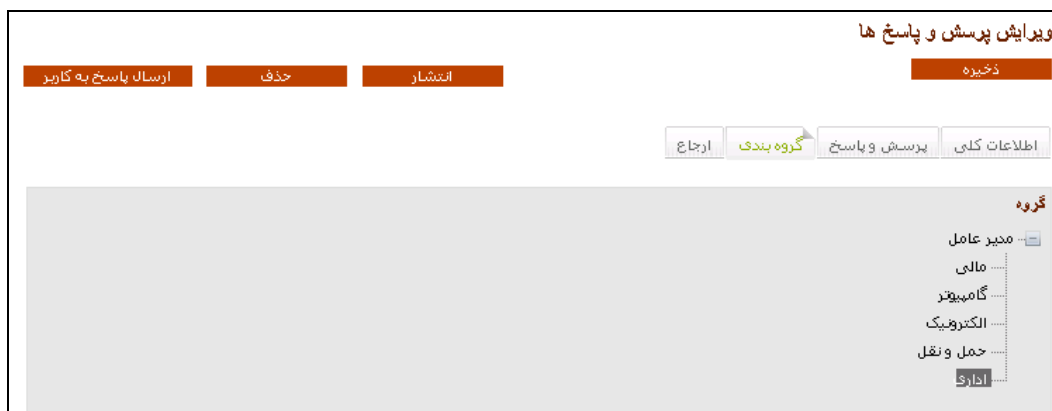 ویرایش پرسش و پاسخ ها
ذخیره انتشار حذف ارسال پاسخ به کاربر
اطلاعات کلی پرسش و پاسخ گروه بندی ارجاع
گروه
مدیر عامل
مالی
گامپیوتر
الکترونیک
حمل و نقل
اداری